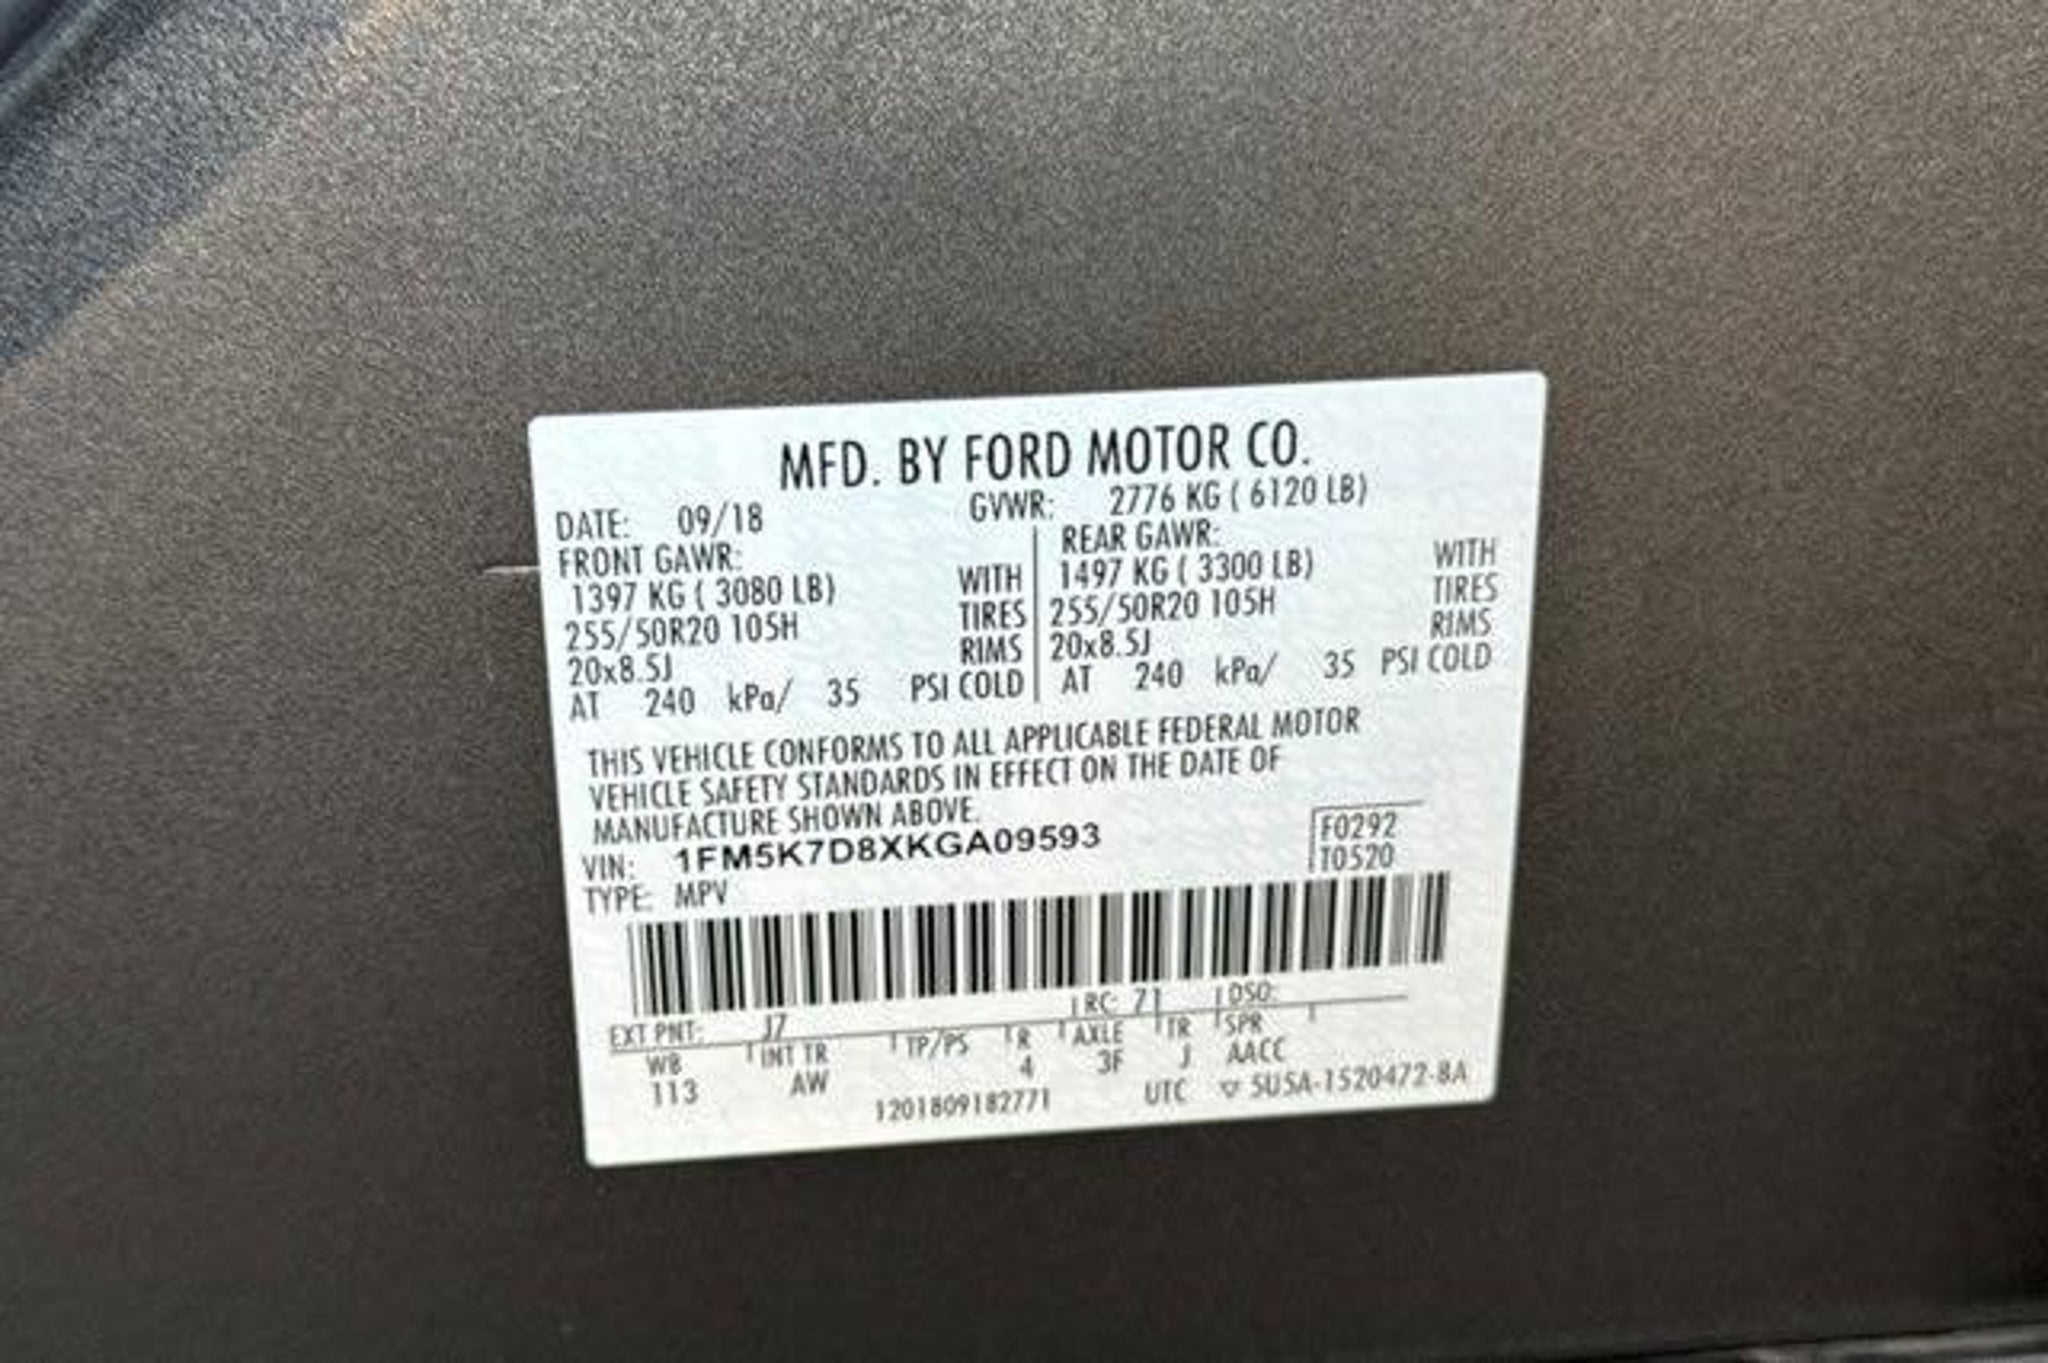 MFD. BY FORD MOTOR CO.
DATE: 09/18 GVWR: 2776 KG ( 6120 LB)
FRONT GAWR: REAR GAWR:
1397 KG ( 3080 LB) WITH 1497 KG ( 3300 LB) WITH
255/50R20 105H TIRES 255/50R20 105H TIRES
20x8.5J RIMS 20x8.5J RIMS
AT 240 kPa/ 35 PSI COLD AT 240 kPa/ 35 PSI COLD
THIS VEHICLE CONFORMS TO ALL APPLICABLE FEDERAL MOTOR
VEHICLE SAFETY STANDARDS IN EFFECT ON THE DATE OF
MANUFACTURE SHOWN ABOVE.
VIN: 1FM5K7D8XKGA09593 F0292
TYPE: MPV T0520
EXT PNT: J7 RC: 71 DSO:
WB INT TR TP/PS R AXLE TR SPR
113 AW 4 3F J AACC
1201809182771 UTC ▽ 5USA-1520472-BA